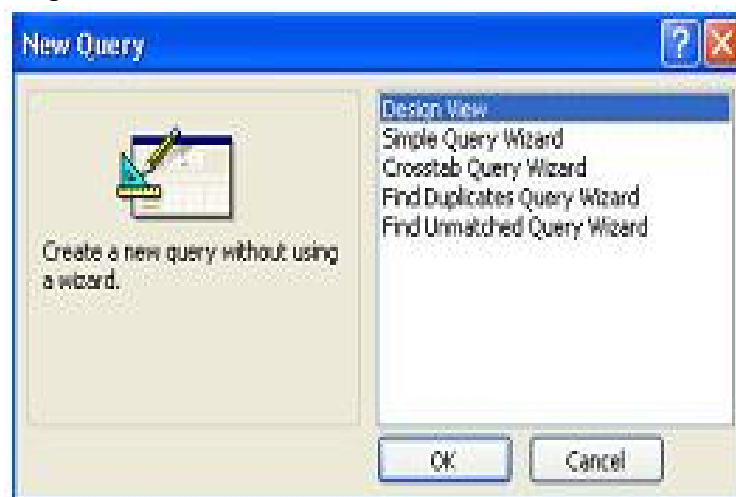 New Query
Design View
Simple Query Wizard
Crosstab Query Wizard
Find Duplicates Query Wizard
Find Unmatched Query Wizard
Create a new query without using
a wizard.
OK
Cancel